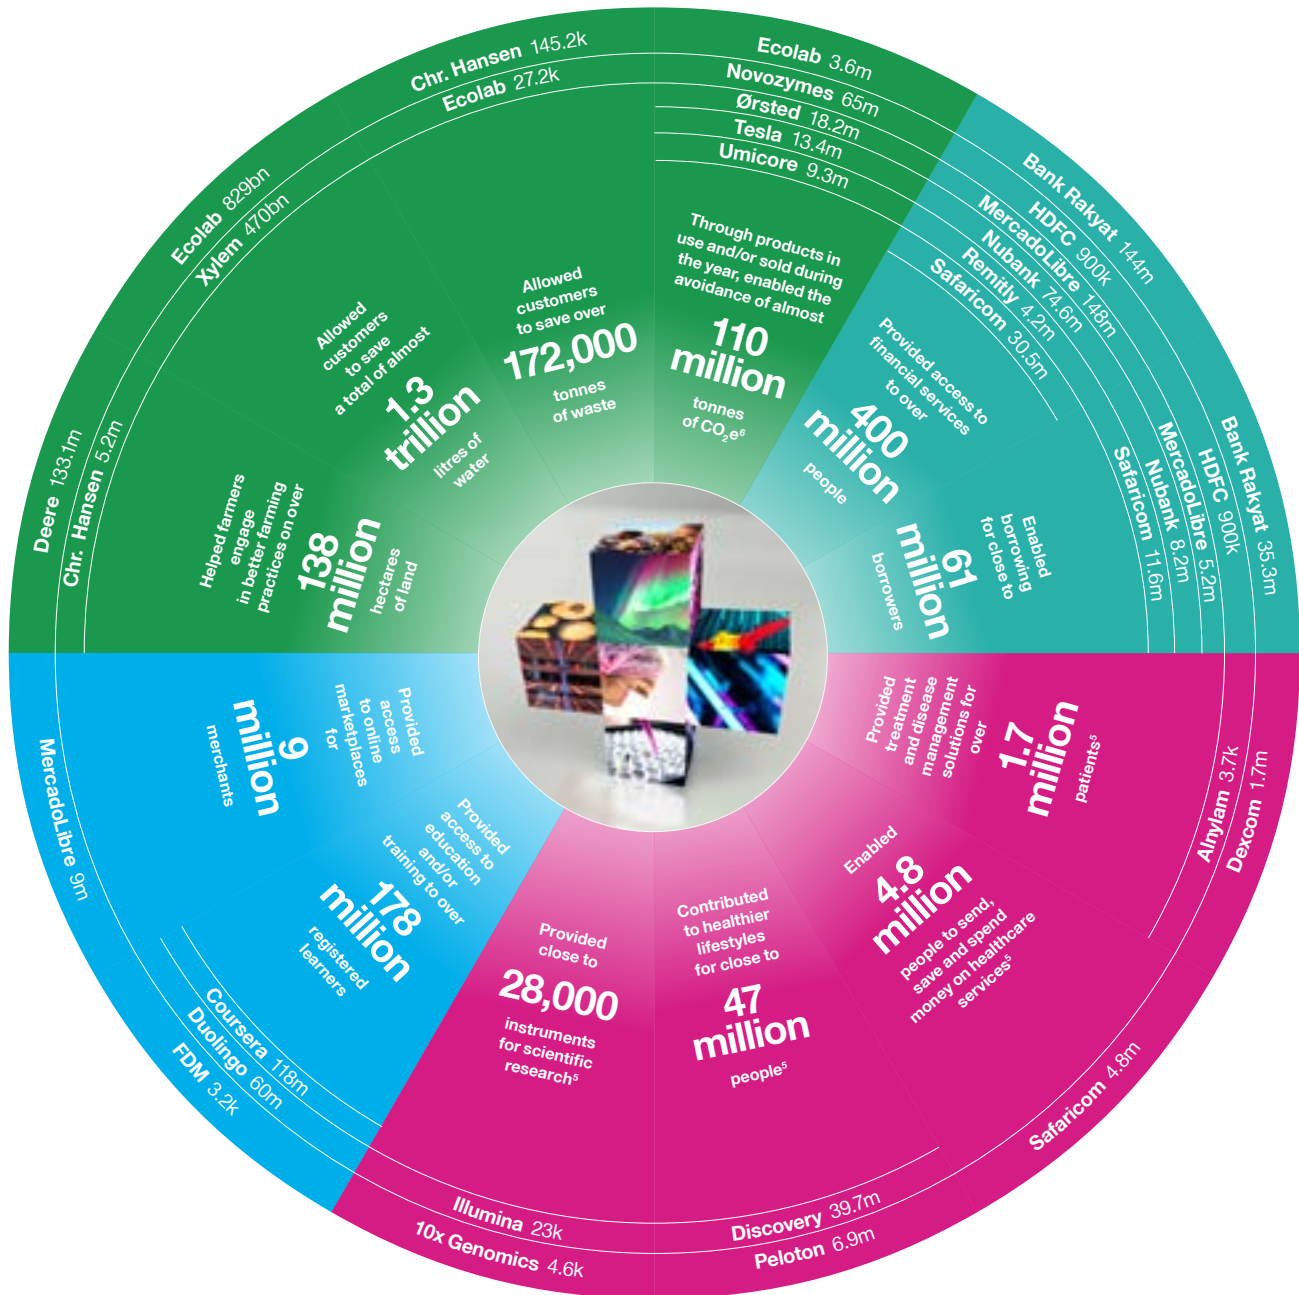 Ecolab 3.6m
Novozymes 65m
Ørsted 18.2m
Tesla 13.4m
Umicore 9.3m
Through products in
use and/or sold during
the year, enabled the
avoidance of almost
110
million
tonnes
of CO₂e⁶
Bank Rakyat 144m
HDFC 900k
MercadoLibre 148m
Nubank 74.6m
Remitly 4.2m
Safaricom 30.5m
Provided access to
financial services
to over
400
million
people
Bank Rakyat 35.3m
HDFC 900k
MercadoLibre 5.2m
Nubank 8.2m
Safaricom 11.6m
Enabled
borrowing
for close to
61
million
borrowers
Provided
treatment
and disease
management
solutions for
over
1.7
million
patients⁵
Alnylam 3.7k
Dexcom 1.7m
Enabled
4.8
million
people to send,
save and spend
money on healthcare
services⁵
Safaricom 4.8m
Contributed
to healthier
lifestyles
for close to
47
million
people⁵
Discovery 39.7m
Peloton 6.9m
Provided
close to
28,000
instruments
for scientific
research⁵
Illumina 23k
10x Genomics 4.6k
Provided
access to
education
and/or
training to over
178
million
registered
learners
Coursera 118m
Duolingo 60m
FDM 3.2k
Provided
access
to online
marketplaces
for
9
million
merchants
MercadoLibre 9m
Deere 133.1m
Chr. Hansen 5.2m
Helped farmers
engage
in better farming
practices on over
138
million
hectares
of land
Ecolab 829bn
Xylem 470bn
Allowed
customers
to save
a total of almost
1.3
trillion
litres of
water
Chr. Hansen 145.2k
Ecolab 27.2k
Allowed
customers
to save over
172,000
tonnes
of waste